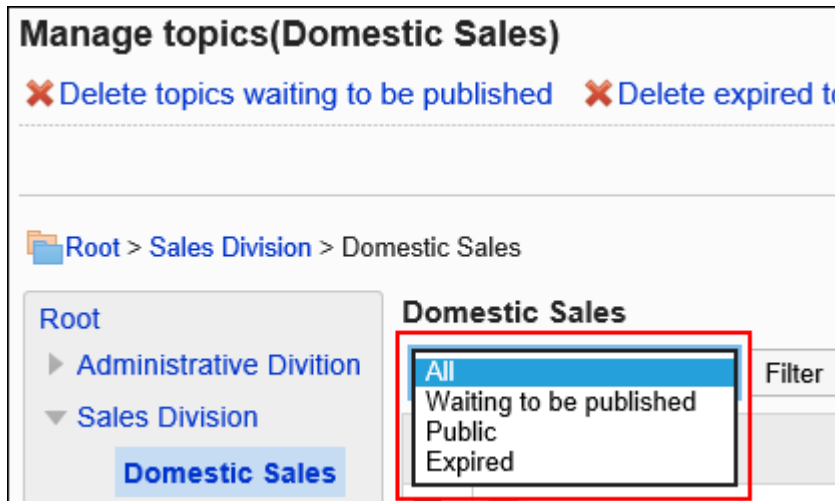 Manage topics(Domestic Sales)
Delete topics waiting to be published Delete expired
Root > Sales Division > Domestic Sales
Root
Administrative Divition
Sales Division
Domestic Sales
Domestic Sales
All
Waiting to be published
Public
Expired
Filter